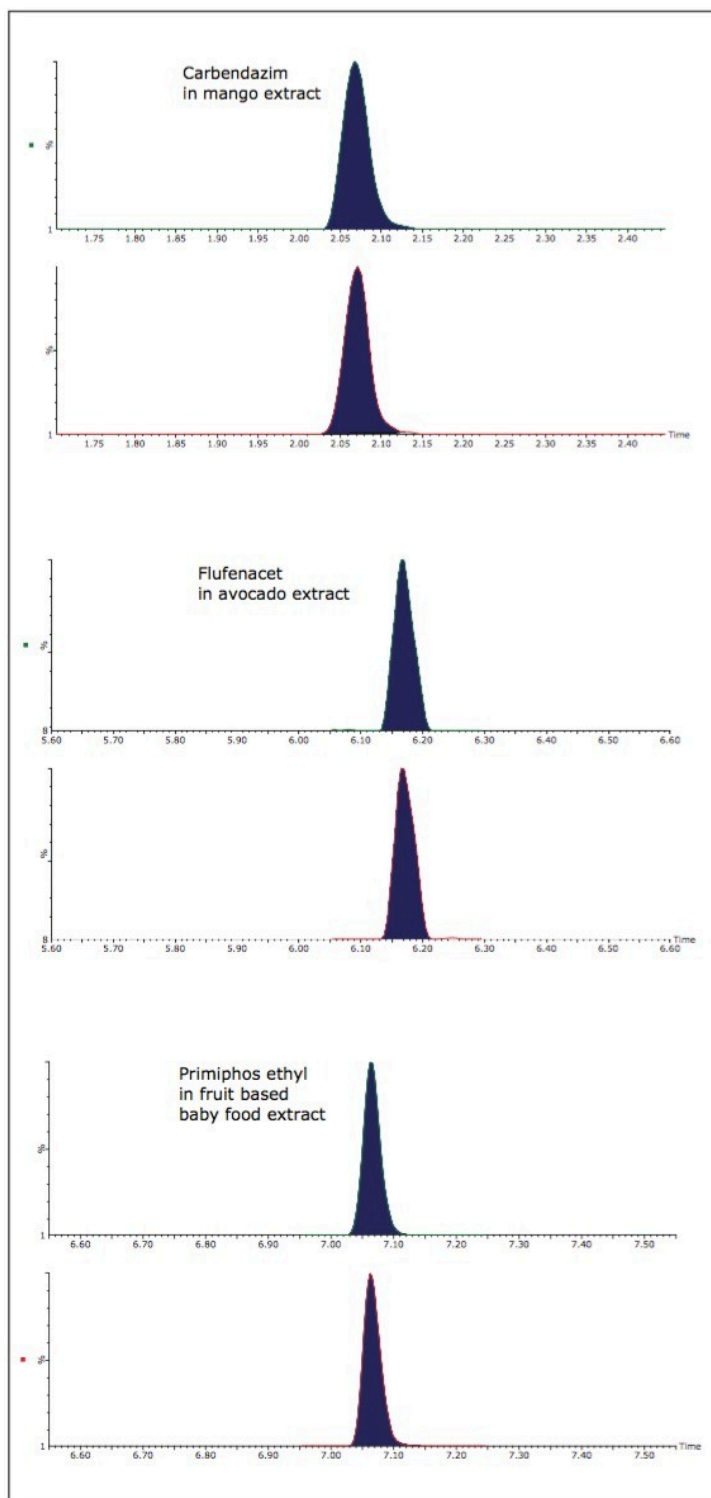 Carbendazim
in mango extract
%
1
1.75 1.80 1.85 1.90 1.95 2.00 2.05 2.10 2.15 2.20 2.25 2.30 2.35 2.40
%
1
Time
1.75 1.80 1.85 1.90 1.95 2.00 2.05 2.10 2.15 2.20 2.25 2.30 2.35 2.40
Flufenacet
in avocado extract
%
8
5.60 5.70 5.80 5.90 6.00 6.10 6.20 6.30 6.40 6.50 6.60
%
8
Time
5.60 5.70 5.80 5.90 6.00 6.10 6.20 6.30 6.40 6.50 6.60
Primiphos ethyl
in fruit based
baby food extract
%
1
6.60 6.70 6.80 6.90 7.00 7.10 7.20 7.30 7.40 7.50
%
1
Time
6.60 6.70 6.80 6.90 7.00 7.10 7.20 7.30 7.40 7.50